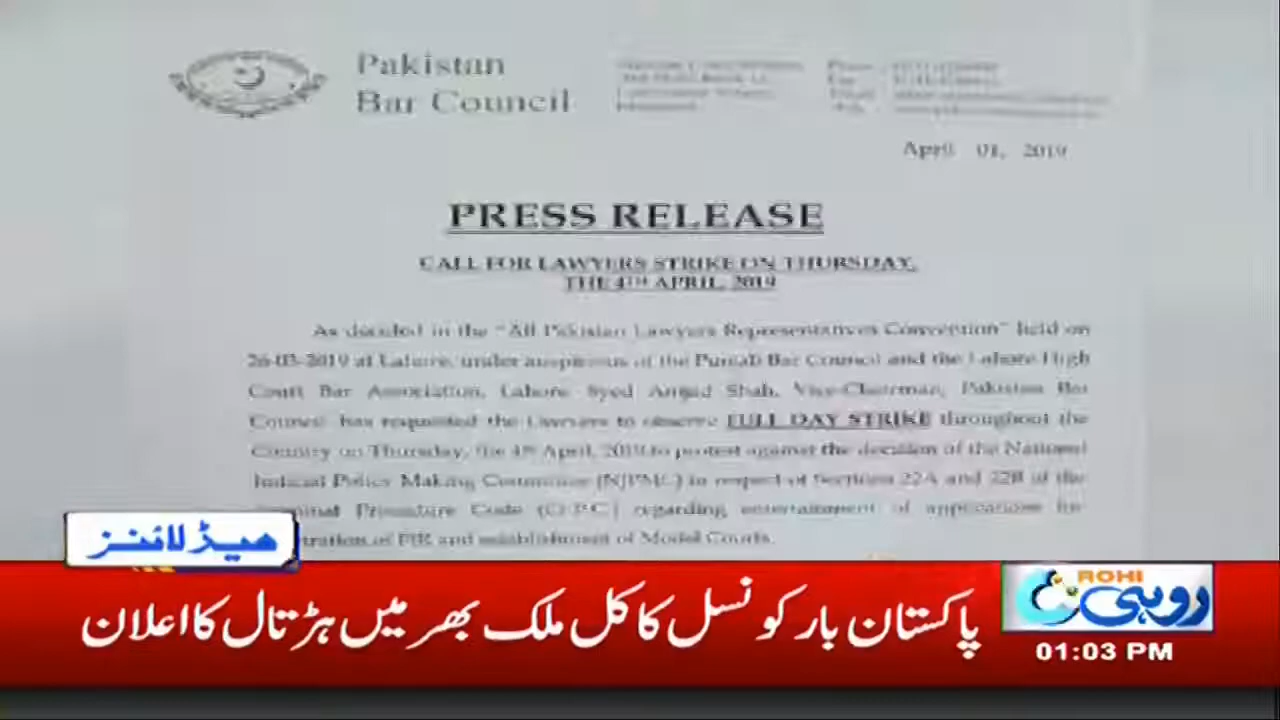 Pakistan
Bar Council
April 01, 2019
PRESS RELEASE
CALL FOR LAWYERS STRIKE ON THURSDAY,
THE 4TH APRIL, 2019
As decided in the "All Pakistan Lawyers Representatives Convention" held on
26-03-2019 at Lahore, under auspicious of the Punjab Bar Council and the Lahore High
Court Bar Association, Lahore Syed Amjad Shah, Vice-Chairman, Pakistan Bar
Council has requested the Lawyers to observe FULL DAY STRIKE throughout the
Country on Thursday, the 4th April, 2019 to protest against the decision of the National
Judicial Policy Making Committee (NJPMC) in respect of Sections 22A and 22B of the
Procedure Code (Cr.P.C) regarding entertainment of applications for
of FIR and establishment of Model Courts.
ہیڈلائنز
پاکستان بار کونسل کا کل ملک بھر میں ہڑتال کا اعلان
ROHI
روہی
01:03 PM